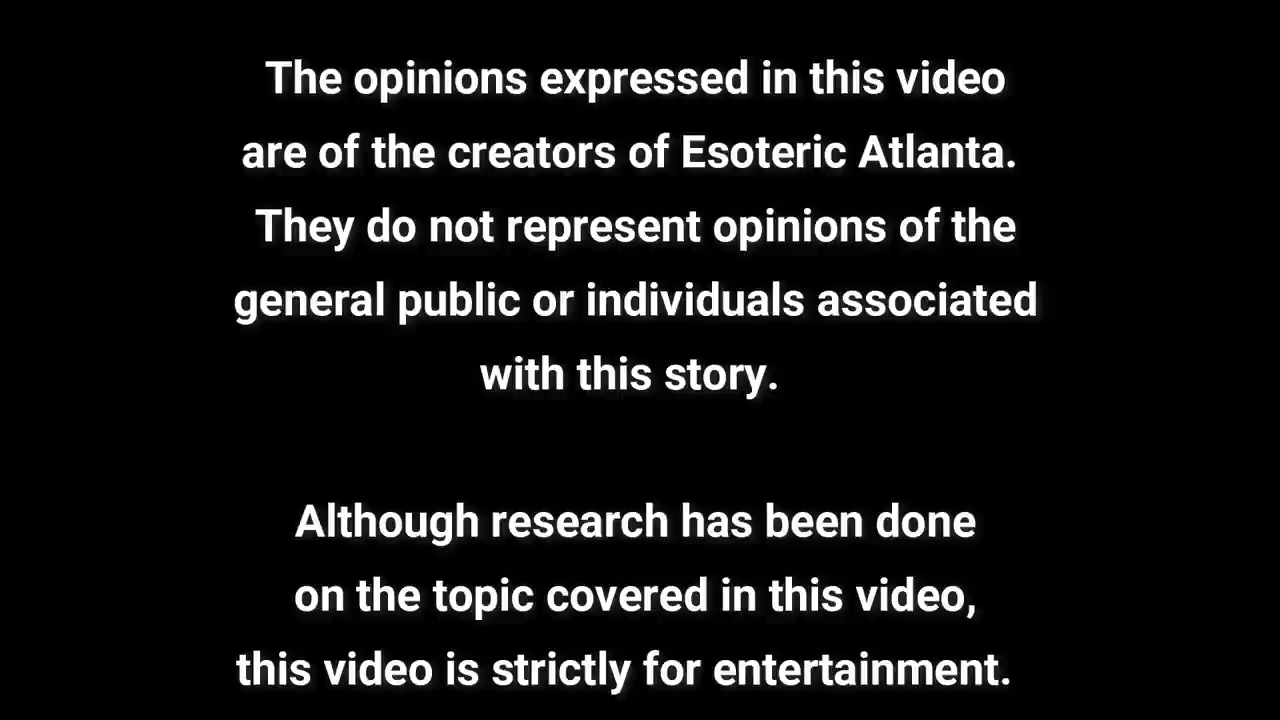 The opinions expressed in this video
are of the creators of Esoteric Atlanta.
They do not represent opinions of the
general public or individuals associated
with this story.
Although research has been done
on the topic covered in this video,
this video is strictly for entertainment.